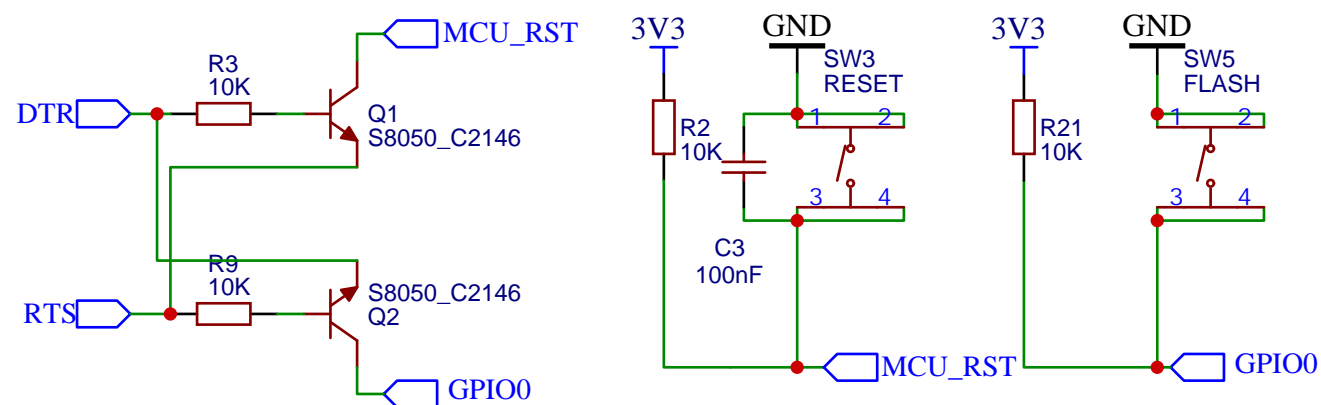 MCU_RST
R3
10K
DTR
Q1
S8050_C2146
R9
10K
RTS
S8050_C2146
Q2
GPIO0
3V3
GND
SW3
RESET
1 2
R2
10K
3 4
C3
100nF
MCU_RST
3V3
GND
SW5
FLASH
1 2
R21
10K
3 4
GPIO0